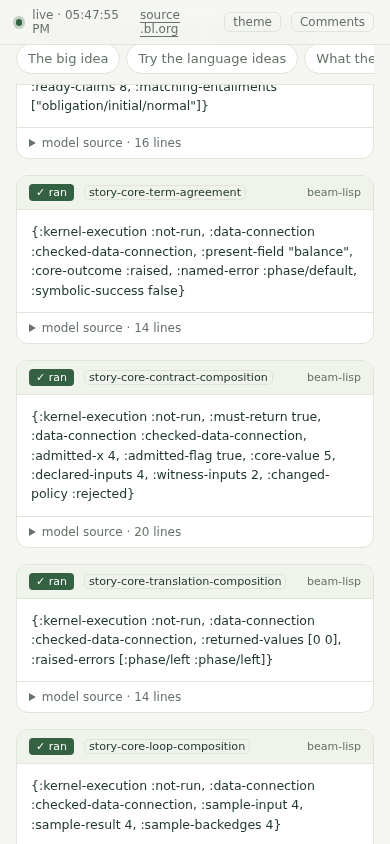 live · 05:47:55 PM
source .bl.org
theme
Comments
The big idea
Try the language ideas
What the
:ready-claims 8, :matching-entailments
["obligation/initial/normal"]}
▶ model source · 16 lines
✓ ran
story-core-term-agreement
beam-lisp
{:kernel-execution :not-run, :data-connection
:checked-data-connection, :present-field "balance",
:core-outcome :raised, :named-error :phase/default,
:symbolic-success false}
▶ model source · 14 lines
✓ ran
story-core-contract-composition
beam-lisp
{:kernel-execution :not-run, :must-return true,
:data-connection :checked-data-connection,
:admitted-x 4, :admitted-flag true, :core-value 5,
:declared-inputs 4, :witness-inputs 2, :changed-
policy :rejected}
▶ model source · 20 lines
✓ ran
story-core-translation-composition
beam-lisp
{:kernel-execution :not-run, :data-connection
:checked-data-connection, :returned-values [0 0],
:raised-errors [:phase/left :phase/left]}
▶ model source · 14 lines
✓ ran
story-core-loop-composition
beam-lisp
{:kernel-execution :not-run, :data-connection
:checked-data-connection, :sample-input 4,
:sample-result 4, :sample-backedges 4}